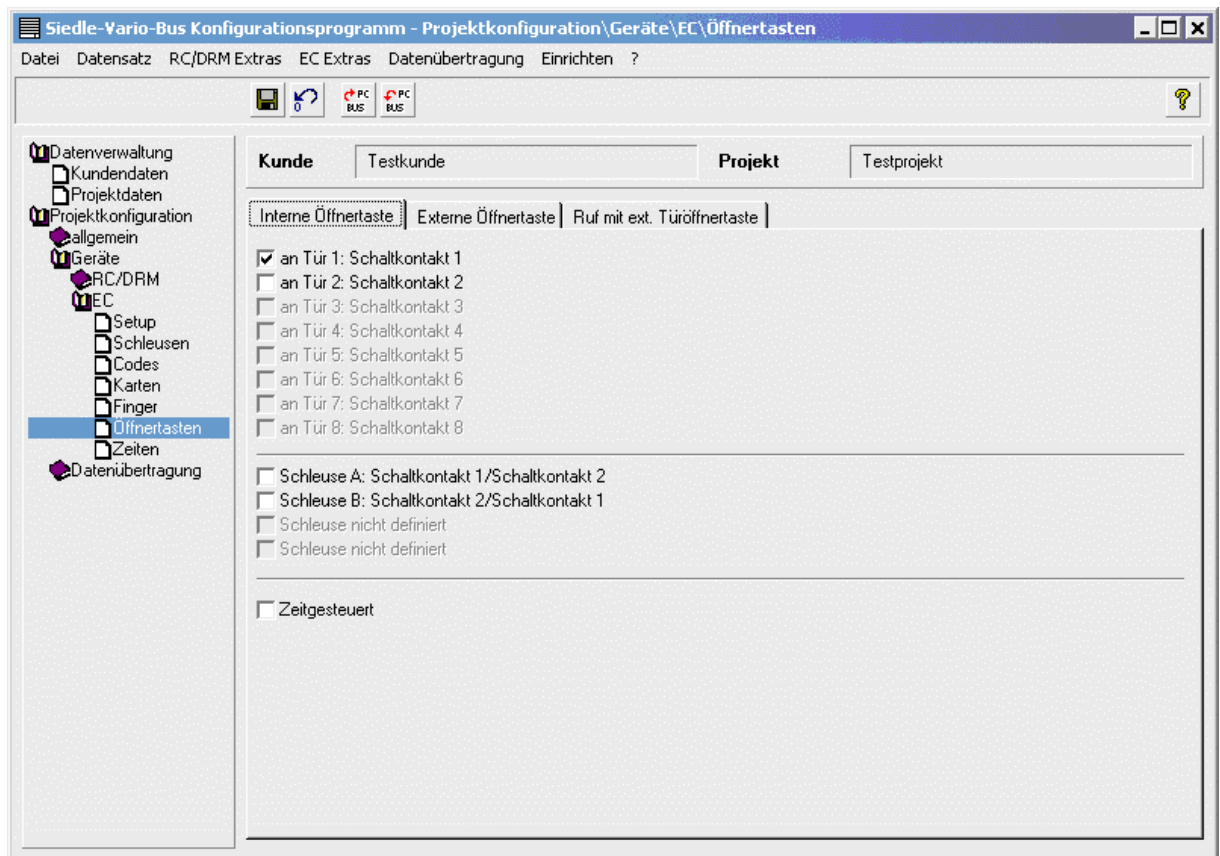 Siedle-Vario-Bus Konfigurationsprogramm - Projektkonfiguration\Geräte\EC\Öffnertasten
Datei Datensatz RC/DRM Extras EC Extras Datenübertragung Einrichten ?
0 PC BUS PC BUS ?
Datenverwaltung
Kundendaten
Projektdaten
Projektkonfiguration
allgemein
Geräte
RC/DRM
EC
Setup
Schleusen
Codes
Karten
Finger
Öffnertasten
Zeiten
Datenübertragung
Kunde Testkunde Projekt Testprojekt
Interne Öffnertaste Externe Öffnertaste Ruf mit ext. Türöffnertaste
an Tür 1: Schaltkontakt 1
an Tür 2: Schaltkontakt 2
an Tür 3: Schaltkontakt 3
an Tür 4: Schaltkontakt 4
an Tür 5: Schaltkontakt 5
an Tür 6: Schaltkontakt 6
an Tür 7: Schaltkontakt 7
an Tür 8: Schaltkontakt 8
Schleuse A: Schaltkontakt 1/Schaltkontakt 2
Schleuse B: Schaltkontakt 2/Schaltkontakt 1
Schleuse nicht definiert
Schleuse nicht definiert
Zeitgesteuert